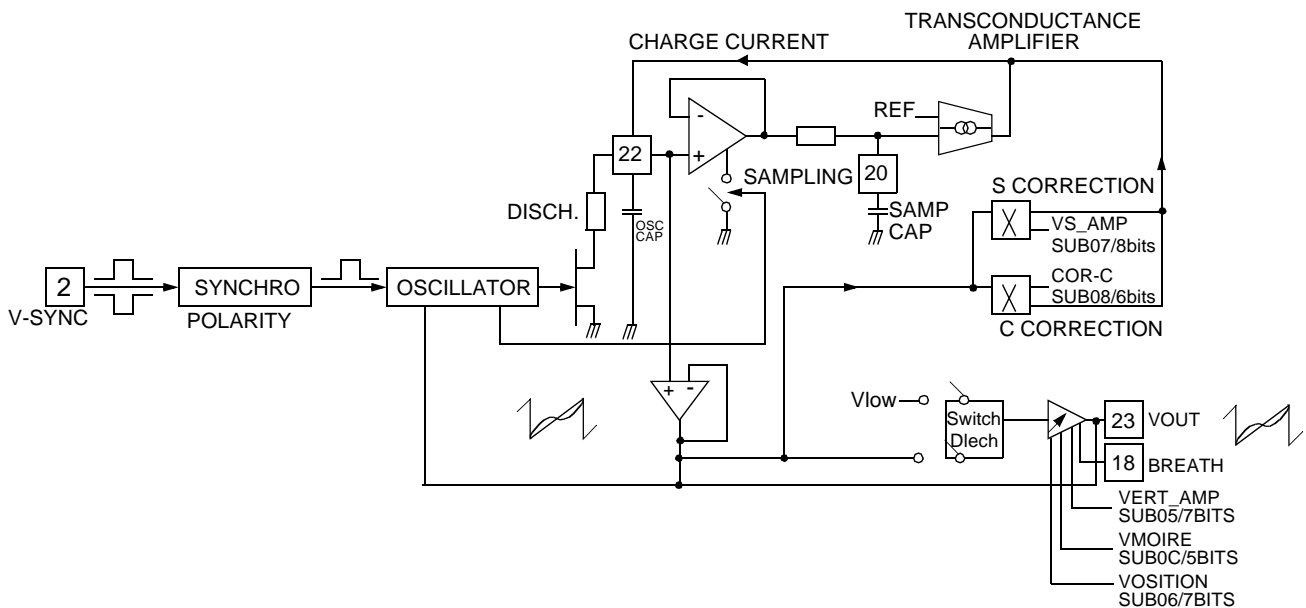 TRANSCONDUCTANCE
AMPLIFIER
CHARGE CURRENT
REF
-
+
22
20
SAMPLING
S CORRECTION
DISCH.
OSC
CAP
SAMP
CAP
X
VS_AMP
SUB07/8bits
2
SYNCHRO
OSCILLATOR
X
COR-C
SUB08/6bits
V-SYNC
POLARITY
C CORRECTION
+ -
Vlow
Switch
Dlech
23
VOUT
18
BREATH
VERT_AMP
SUB05/7BITS
VMOIRE
SUB0C/5BITS
VOSITION
SUB06/7BITS